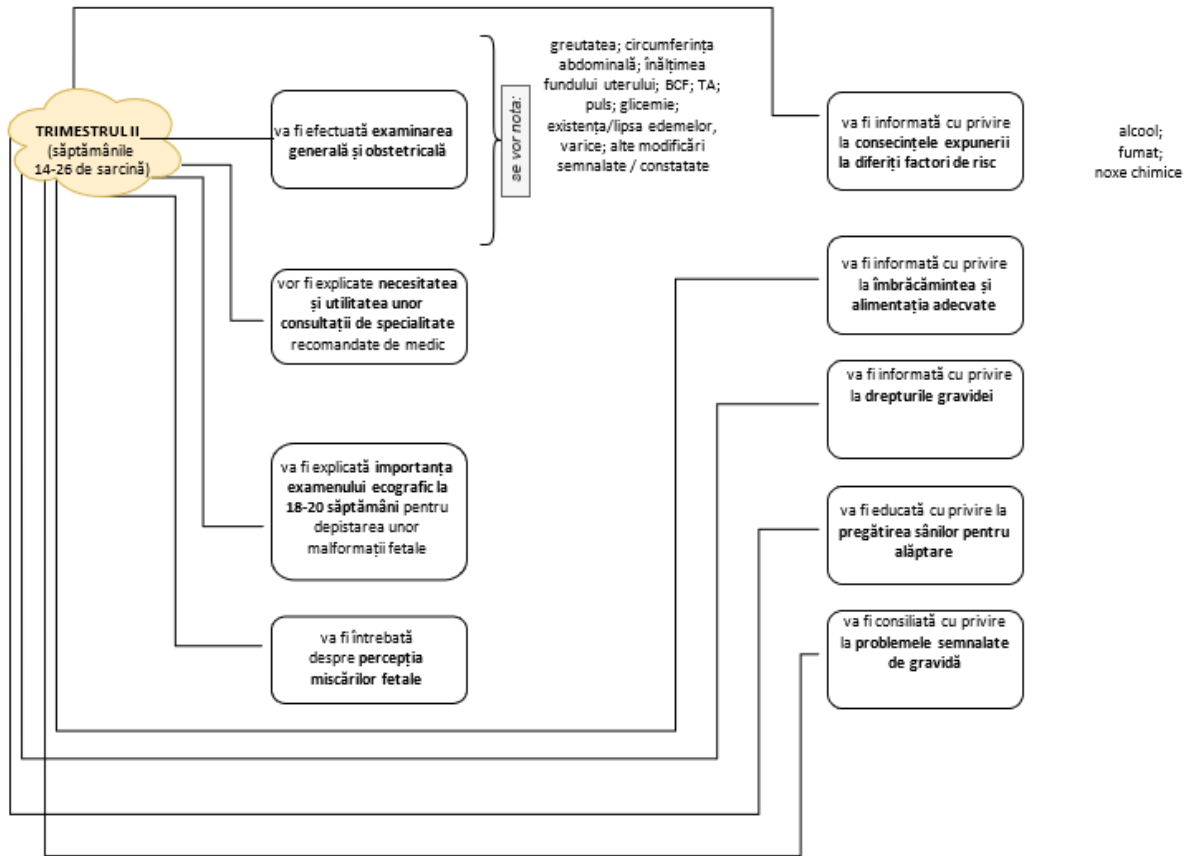 TRIMESTRUL II
(săptămânile
14-26 de sarcină)
va fi efectuată examinarea
generală și obstetricală
se vor nota:
greutatea; circumferința
abdominală; înălțimea
fundului uterului; BCF; TA;
puls; glicemie;
existența/lipsa edemelor,
varice; alte modificări
semnalate / constatate
vor fi explicate necesitatea
și utilitatea unor
consultații de specialitate
recomandate de medic
va fi explicată importanța
examenului ecografic la
18-20 săptămâni pentru
depistarea unor
malformații fetale
va fi întrebată
despre percepția
miscărilor fetale
va fi informată cu privire
la consecințele expunerii
la diferiți factori de risc
alcool;
fumat;
noxe chimice
va fi informată cu privire
la îmbrăcămintea și
alimentația adecvate
va fi informată cu privire
la drepturile gravidei
va fi educată cu privire la
pregătirea sânilor pentru
alăptare
va fi consiliată cu privire
la problemele semnalate
de gravidă